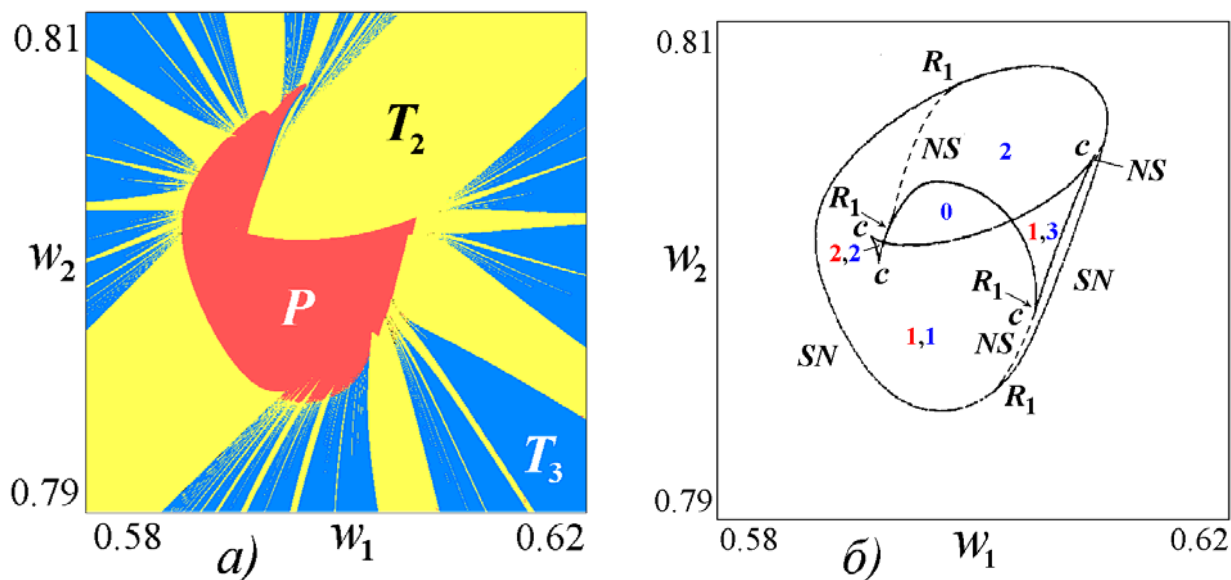 0.81
T₂
w₂
P
T₃
0.79
0.58
w₁
0.62
а)
0.81
R₁
NS
2
c
NS
R₁
0
c
1,3
2,2
w₂
c
R₁
SN
c
1,1
NS
SN
R₁
0.79
0.58
w₁
0.62
б)